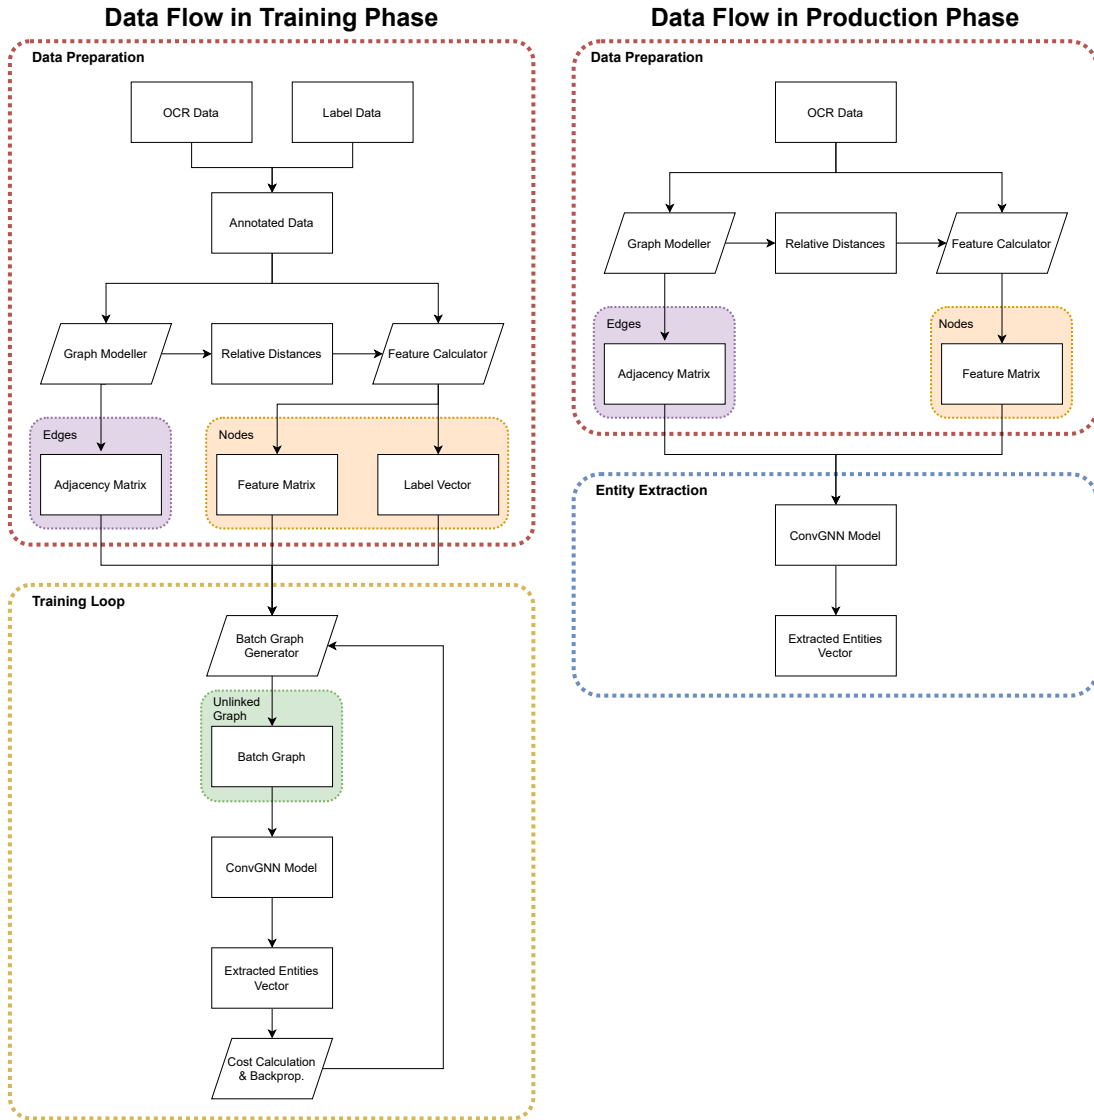 Data Flow in Training Phase
Data Preparation
OCR Data
Label Data
Annotated Data
Graph Modeller
Relative Distances
Feature Calculator
Edges
Adjacency Matrix
Nodes
Feature Matrix
Label Vector
Training Loop
Batch Graph
Generator
Unlinked
Graph
Batch Graph
ConvGNN Model
Extracted Entities
Vector
Cost Calculation
& Backprop.
Data Flow in Production Phase
Data Preparation
OCR Data
Graph Modeller
Relative Distances
Feature Calculator
Edges
Adjacency Matrix
Nodes
Feature Matrix
Entity Extraction
ConvGNN Model
Extracted Entities
Vector